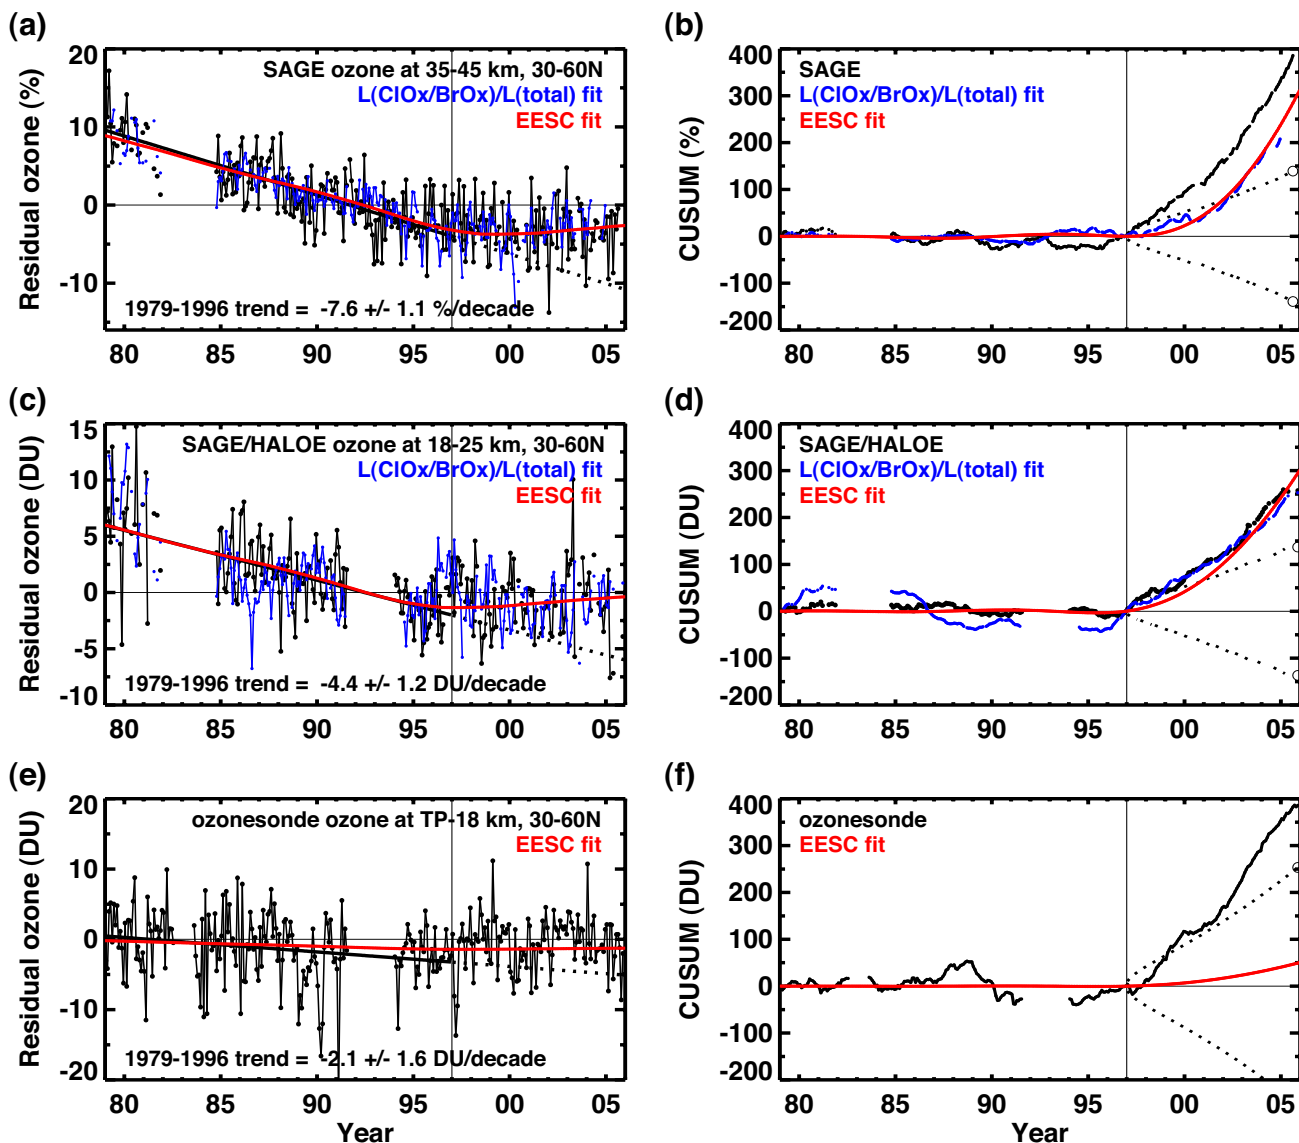 (a)
Residual ozone (%)
20
10
0
-10
SAGE ozone at 35-45 km, 30-60N
L(ClOx/BrOx)/L(total) fit
EESC fit
1979-1996 trend = -7.6 +/- 1.1 %/decade
80 85 90 95 00 05
(b)
CUSUM (%)
400
300
200
100
0
-100
-200
SAGE
L(ClOx/BrOx)/L(total) fit
EESC fit
80 85 90 95 00 05
(c)
Residual ozone (DU)
15
10
5
0
-5
-10
SAGE/HALOE ozone at 18-25 km, 30-60N
L(ClOx/BrOx)/L(total) fit
EESC fit
1979-1996 trend = -4.4 +/- 1.2 DU/decade
80 85 90 95 00 05
(d)
CUSUM (DU)
400
300
200
100
0
-100
-200
SAGE/HALOE
L(ClOx/BrOx)/L(total) fit
EESC fit
80 85 90 95 00 05
(e)
Residual ozone (DU)
20
10
0
-10
-20
ozonesonde ozone at TP-18 km, 30-60N
EESC fit
1979-1996 trend = -2.1 +/- 1.6 DU/decade
80 85 90 95 00 05
Year
(f)
CUSUM (DU)
400
300
200
100
0
-100
-200
ozonesonde
EESC fit
80 85 90 95 00 05
Year